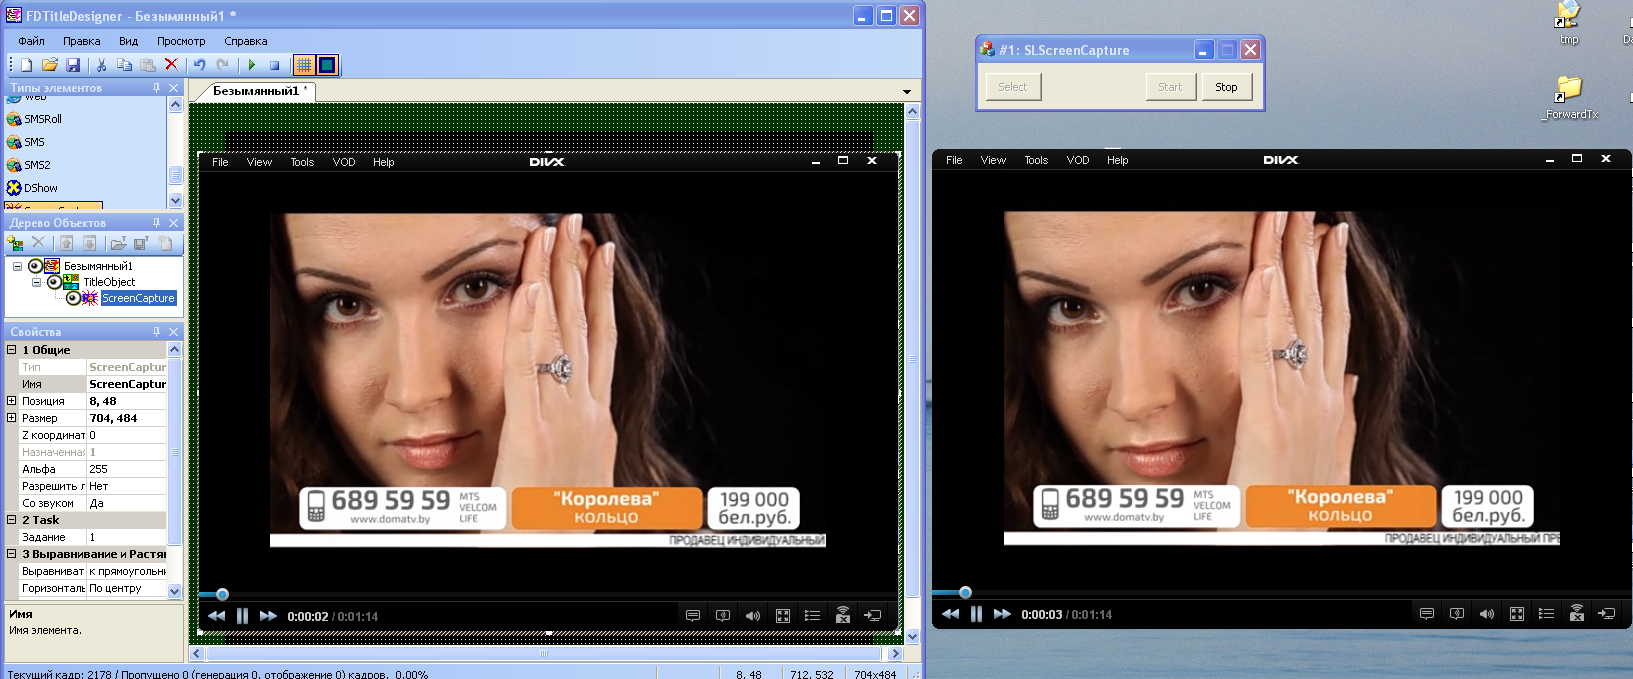 FDTitleDesigner - Безымянный1 *
Файл Правка Вид Просмотр Справка
Типы элементов
Web
SMSRoll
SMS
SMS2
DShow
Дерево Объектов
Безымянный1
TitleObject
ScreenCapture
Свойства
1 Общие
Тип ScreenCaptur
Имя ScreenCaptur
Позиция 8, 48
Размер 704, 484
Z координат 0
Назначенная 1
Альфа 255
Разрешить л Нет
Со звуком Да
2 Task
Задание 1
3 Выравнивание и Растя
Выравниват к прямоугольн
Горизонталь По центру
Имя
Имя элемента.
Текущий кадр: 2178 / Пропущено 0 (генерация 0, отображение 0) кадров, 0.00%
8, 48
712, 532
704x484
Безымянный1 *
File View Tools VOD Help
DIVX
689 59 59
www.domatv.by
MTS
VELCOM
LIFE
"Королева"
кольцо
199 000
бел.руб.
ПРОДАВЕЦ ИНДИВИДУАЛЬНЫЙ
0:00:02 / 0:01:14
#1: SLScreenCapture
Select Start Stop
tmp
_ForwardTx
File View Tools VOD Help
DIVX
689 59 59
www.domatv.by
MTS
VELCOM
LIFE
"Королева"
кольцо
199 000
бел.руб.
ПРОДАВЕЦ ИНДИВИДУАЛЬНЫЙ ПРЕ
0:00:03 / 0:01:14